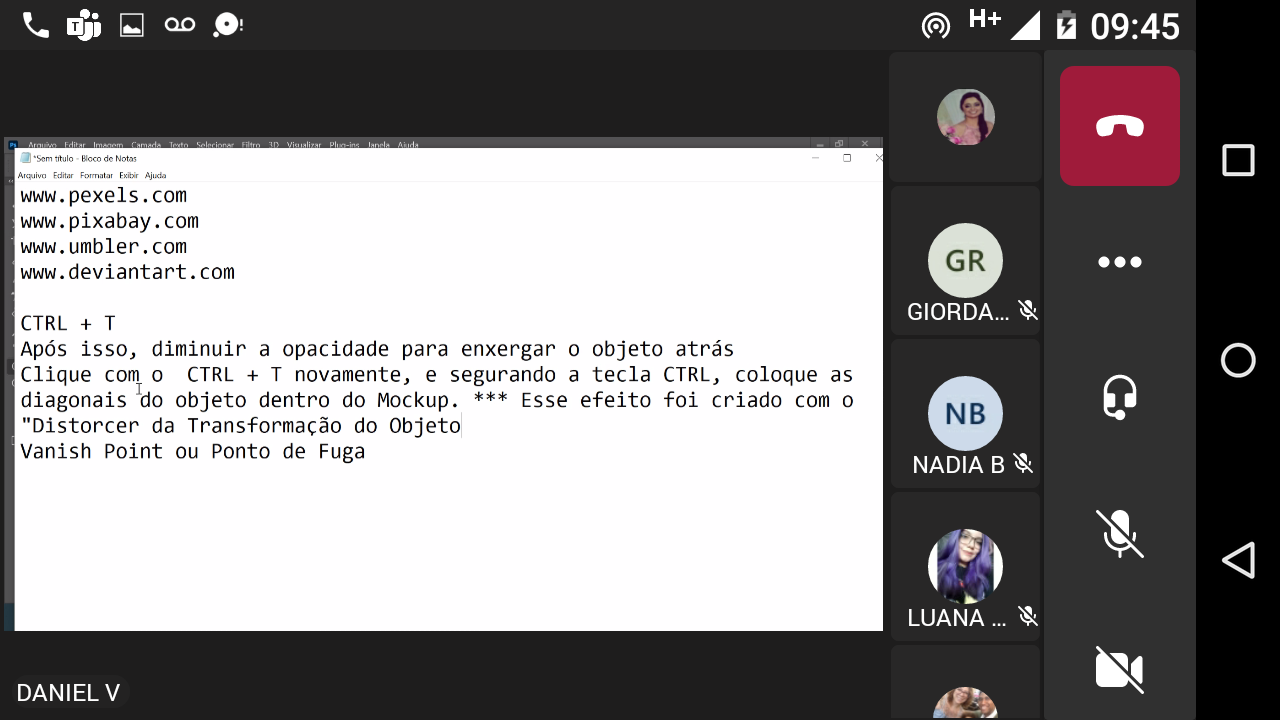 H+ 09:45
Arquivo Editar Imagem Camada Texto Selecionar Filtro 3D Visualizar Plug-ins Janela Ajuda
*Sem título - Bloco de Notas
Arquivo Editar Formatar Exibir Ajuda
www.pexels.com
www.pixabay.com
www.umbler.com
www.deviantart.com
CTRL + T
Após isso, diminuir a opacidade para enxergar o objeto atrás
Clique com o  CTRL + T novamente, e segurando a tecla CTRL, coloque as
diagonais do objeto dentro do Mockup. *** Esse efeito foi criado com o
"Distorcer da Transformação do Objeto
Vanish Point ou Ponto de Fuga
GR
GIORDA...
NB
NADIA B
LUANA ...
DANIEL V